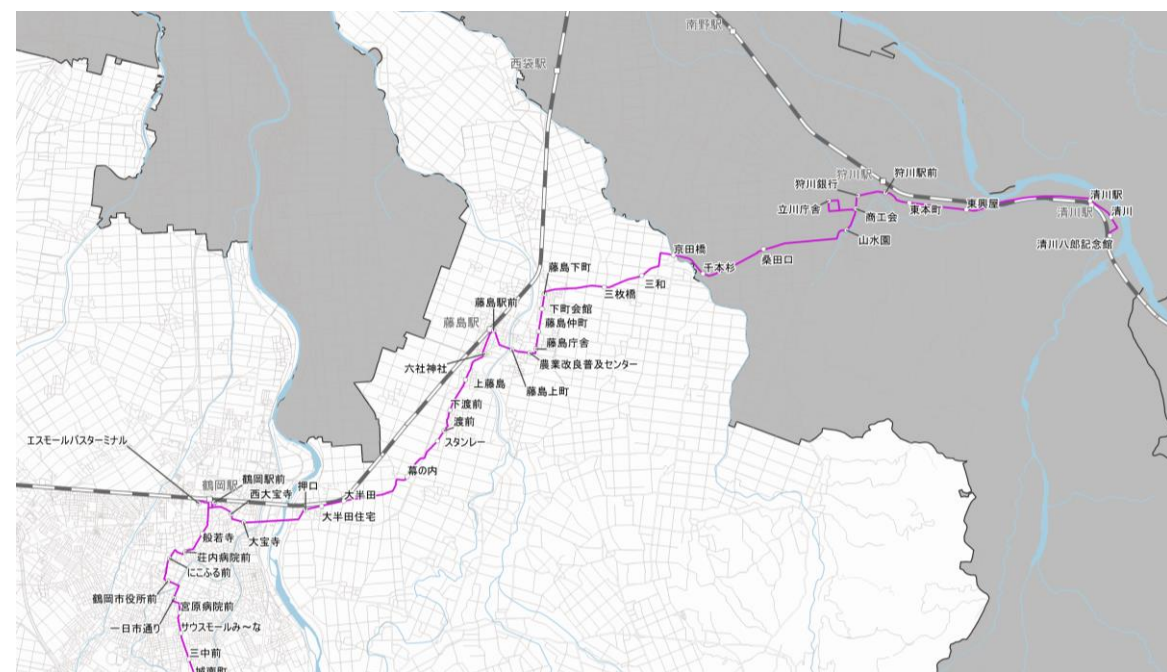 南野駅
西袋駅
狩川駅
狩川駅前
狩川銀行
立川庁舎
商工会
東本町
東興屋
清川駅
清川駅
清川
清川八郎記念館
山水園
桑田口
京田橋
千本杉
三和
三枚橋
藤島下町
下町会館
藤島仲町
藤島庁舎
農業改良普及センター
藤島上町
藤島駅前
藤島駅
六社神社
上藤島
下渡前
渡前
スタンレー
幕の内
大半田
大半田住宅
押口
エスモールバスターミナル
鶴岡駅
鶴岡駅前
西大宝寺
大宝寺
般若寺
荘内病院前
にこふる前
鶴岡市役所前
宮原病院前
一日市通り
サウスモールみ～な
三中前
城南町